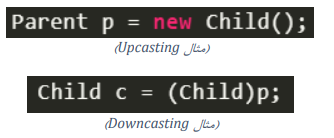 Parent p = new Child();
(مثال Upcasting)
Child c = (Child)p;
(مثال Downcasting)